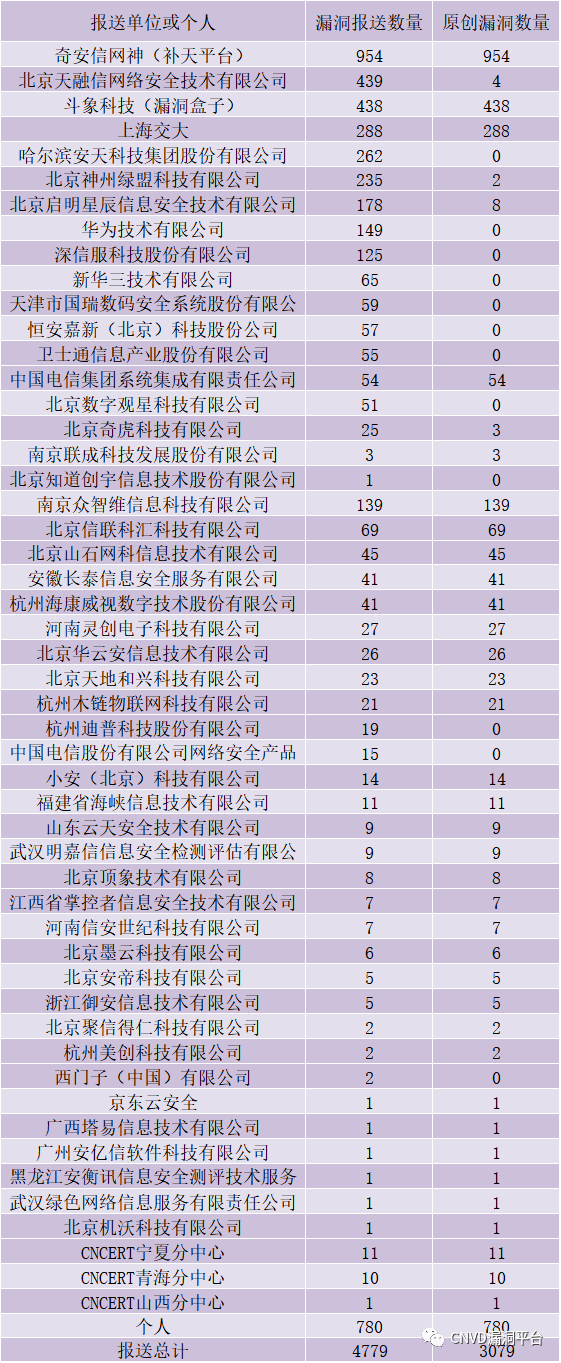 报送单位或个人 漏洞报送数量 原创漏洞数量
奇安信网神（补天平台） 954 954
北京天融信网络安全技术有限公司 439 4
斗象科技（漏洞盒子） 438 438
上海交大 288 288
哈尔滨安天科技集团股份有限公司 262 0
北京神州绿盟科技有限公司 235 2
北京启明星辰信息安全技术有限公司 178 8
华为技术有限公司 149 0
深信服科技股份有限公司 125 0
新华三技术有限公司 65 0
天津市国瑞数码安全系统股份有限公 59 0
恒安嘉新（北京）科技股份公司 57 0
卫士通信息产业股份有限公司 55 0
中国电信集团系统集成有限责任公司 54 54
北京数字观星科技有限公司 51 0
北京奇虎科技有限公司 25 3
南京联成科技发展股份有限公司 3 3
北京知道创宇信息技术股份有限公司 1 0
南京众智维信息科技有限公司 139 139
北京信联科汇科技有限公司 69 69
北京山石网科信息技术有限公司 45 45
安徽长泰信息安全服务有限公司 41 41
杭州海康威视数字技术股份有限公司 41 41
河南灵创电子科技有限公司 27 27
北京华云安信息技术有限公司 26 26
北京天地和兴科技有限公司 23 23
杭州木链物联网科技有限公司 21 21
杭州迪普科技股份有限公司 19 0
中国电信股份有限公司网络安全产品 15 0
小安（北京）科技有限公司 14 14
福建省海峡信息技术有限公司 11 11
山东云天安全技术有限公司 9 9
武汉明嘉信信息安全检测评估有限公 9 9
北京顶象技术有限公司 8 8
江西省掌控者信息安全技术有限公司 7 7
河南信安世纪科技有限公司 7 7
北京墨云科技有限公司 6 6
北京安帝科技有限公司 5 5
浙江御安信息技术有限公司 5 5
北京聚信得仁科技有限公司 2 2
杭州美创科技有限公司 2 2
西门子（中国）有限公司 2 0
京东云安全 1 1
广西塔易信息技术有限公司 1 1
广州安亿信软件科技有限公司 1 1
黑龙江安衡讯信息安全测评技术服务 1 1
武汉绿色网络信息服务有限责任公司 1 1
北京机沃科技有限公司 1 1
CNCERT宁夏分中心 11 11
CNCERT青海分中心 10 10
CNCERT山西分中心 1 1
个人 780 780
报送总计 4779 3079
CNVD漏洞平台